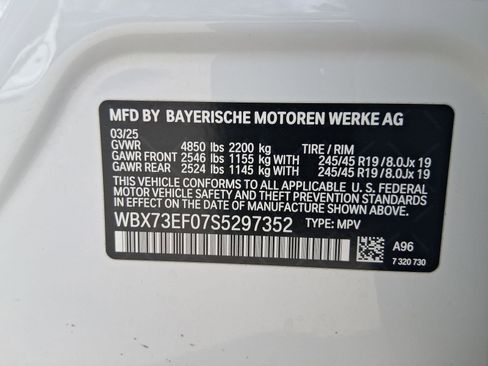 MFD BY BAYERISCHE MOTOREN WERKE AG
03/25
GVWR 4850 lbs 2200 kg TIRE / RIM
GAWR FRONT 2546 lbs 1155 kg WITH 245/45 R19 / 8.0Jx 19
GAWR REAR 2524 lbs 1145 kg WITH 245/45 R19 / 8.0Jx 19
THIS VEHICLE CONFORMS TO ALL APPLICABLE U. S. FEDERAL
MOTOR VEHICLE SAFETY, BUMPER AND THEFT PREVENTION
STANDARDS IN EFFECT ON THE DATE OF MANUFACTURE SHOWN ABOVE.
WBX73EF07S5297352 TYPE: MPV
A96
7 320 730